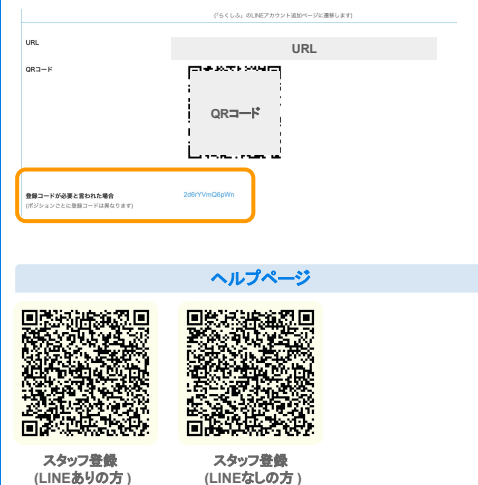 (「らくしふ」のLINEアカウント追加ページに遷移します)
URL
URL
QRコード
QRコード
登録コードが必要と言われた場合
2d6rYVmQ6pWn
(ポジションごとに登録コードは異なります)
ヘルプページ
スタッフ登録
(LINEありの方 )
スタッフ登録
(LINEなしの方 )